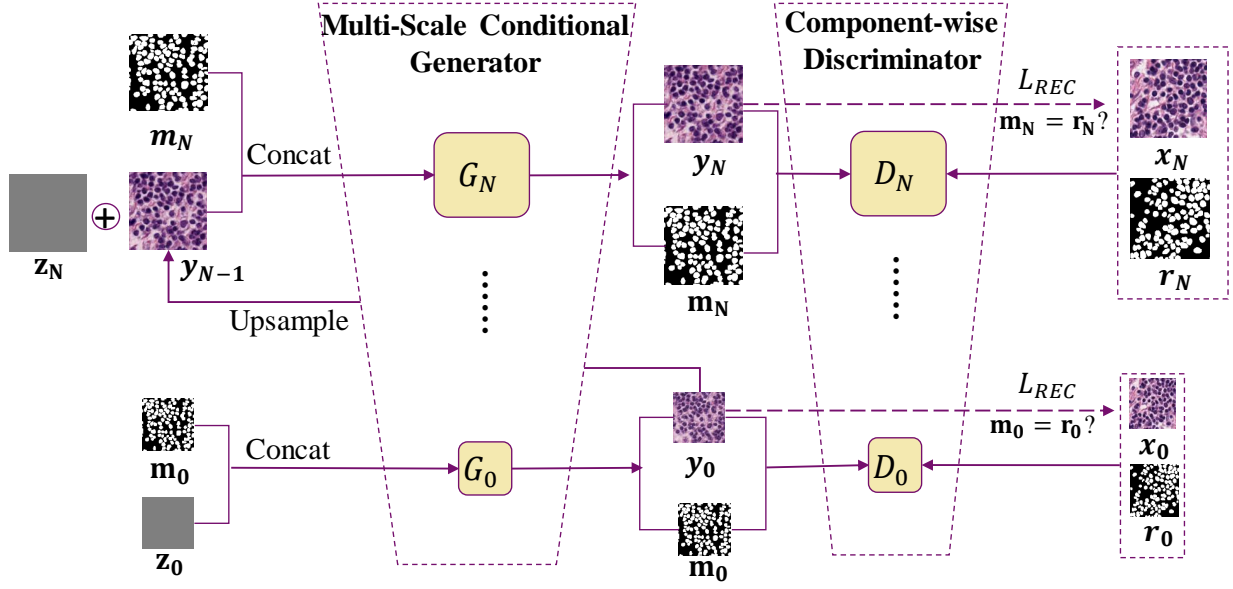 Multi-Scale Conditional
Generator
Component-wise
Discriminator
m_N
Concat
G_N
y_N
L_REC
m_N = r_N?
D_N
x_N
z_N
+
y_{N-1}
Upsample
m_N
r_N
......
......
m_0
Concat
z_0
G_0
y_0
m_0
L_REC
m_0 = r_0?
D_0
x_0
r_0